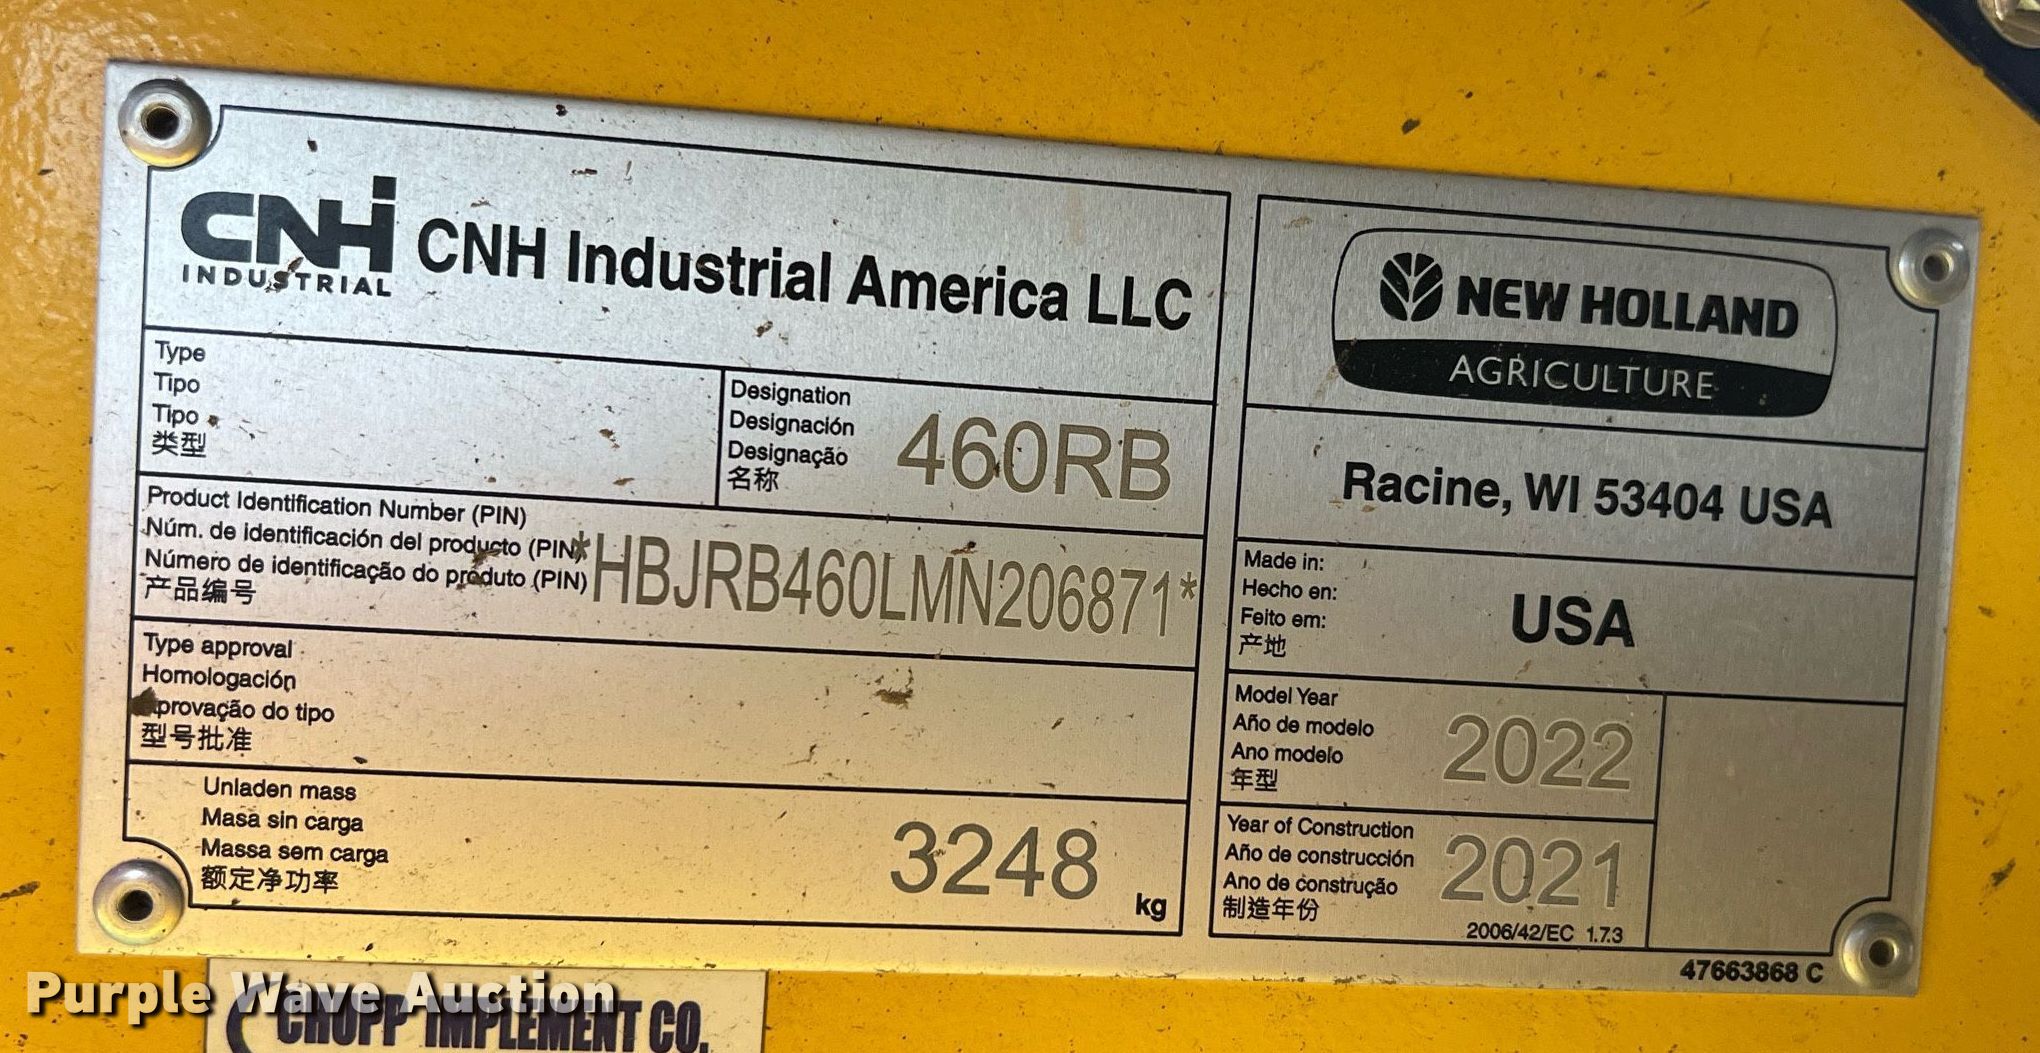 CNH
INDUSTRIAL
CNH Industrial America LLC
Type
Tipo
Tipo
类型
Designation
Designación
Designação
名称
460RB
Product Identification Number (PIN)
Núm. de identificación del producto (PIN)
Número de identificação do produto (PIN)
产品编号
*HBJRB460LMN206871*
Type approval
Homologación
Aprovação do tipo
型号批准
Unladen mass
Masa sin carga
Massa sem carga
额定净功率
3248
kg
NEW HOLLAND
AGRICULTURE
Racine, WI 53404 USA
Made in:
Hecho en:
Feito em:
产地
USA
Model Year
Año de modelo
Ano modelo
年型
2022
Year of Construction
Año de construcción
Ano de construção
制造年份
2021
2006/42/EC 1.7.3
47663868 C
Purple Wave Auction
CHUPP IMPLEMENT CO.